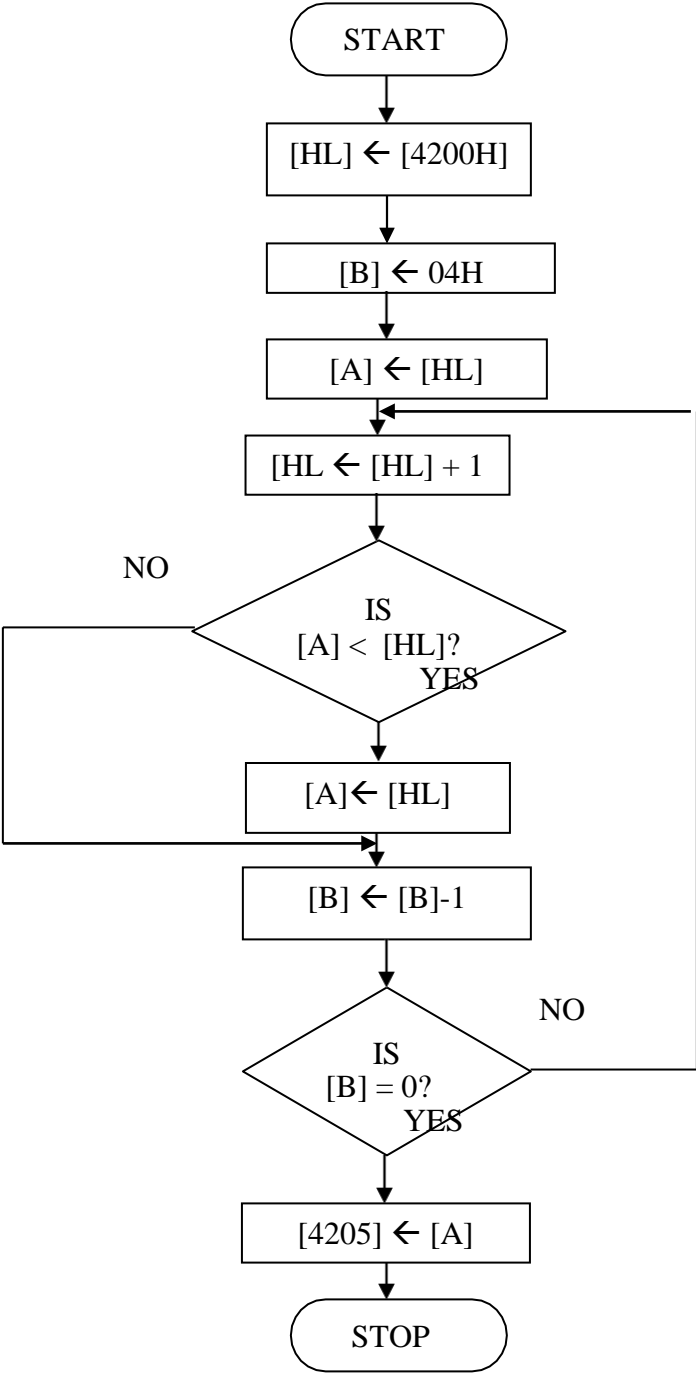 START
[HL] ← [4200H]
[B] ← 04H
[A] ← [HL]
[HL ← [HL] + 1
NO
IS
[A] < [HL]?
YES
[A]← [HL]
[B] ← [B]-1
NO
IS
[B] = 0?
YES
[4205] ← [A]
STOP